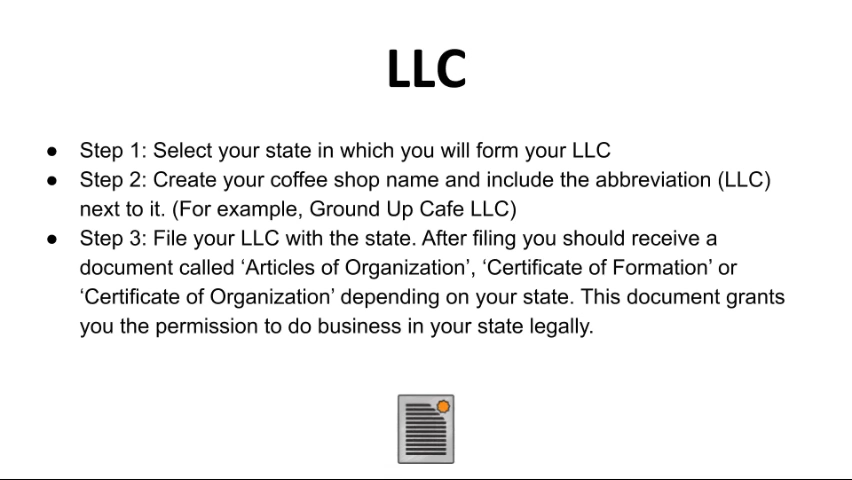 LLC
● Step 1: Select your state in which you will form your LLC
● Step 2: Create your coffee shop name and include the abbreviation (LLC)
next to it. (For example, Ground Up Cafe LLC)
● Step 3: File your LLC with the state. After filing you should receive a
document called ‘Articles of Organization’, ‘Certificate of Formation’ or
‘Certificate of Organization’ depending on your state. This document grants
you the permission to do business in your state legally.